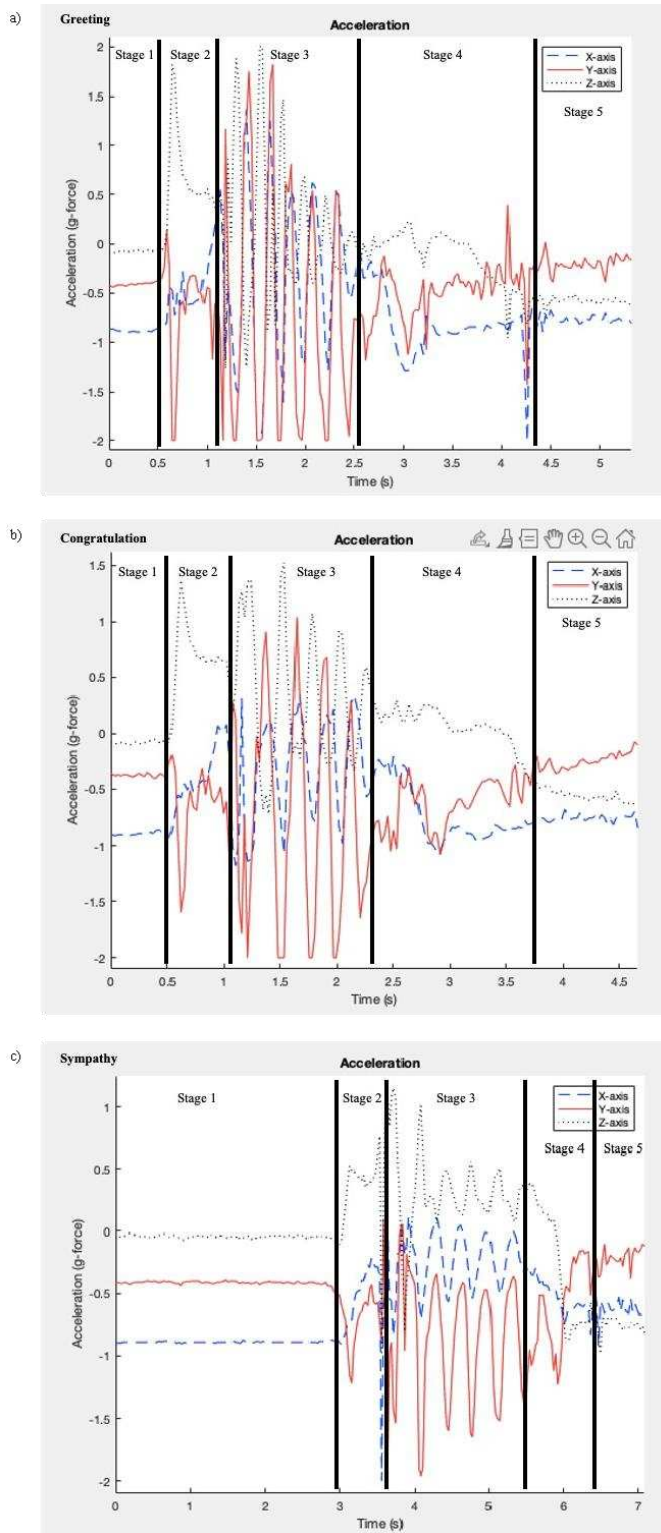 a) Greeting
Acceleration
Stage 1 Stage 2 Stage 3 Stage 4
X-axis
Y-axis
Z-axis
Stage 5
2
1.5
1
0.5
0
-0.5
-1
-1.5
-2
Acceleration (g-force)
0 0.5 1 1.5 2 2.5 3 3.5 4 4.5 5
Time (s)
b) Congratulation
Acceleration
Stage 1 Stage 2 Stage 3 Stage 4
X-axis
Y-axis
Z-axis
Stage 5
1.5
1
0.5
0
-0.5
-1
-1.5
-2
Acceleration (g-force)
0 0.5 1 1.5 2 2.5 3 3.5 4 4.5
Time (s)
c) Sympathy
Acceleration
Stage 1 Stage 2 Stage 3
X-axis
Y-axis
Z-axis
Stage 4 Stage 5
1
0.5
0
-0.5
-1
-1.5
-2
Acceleration (g-force)
0 1 2 3 4 5 6 7
Time (s)